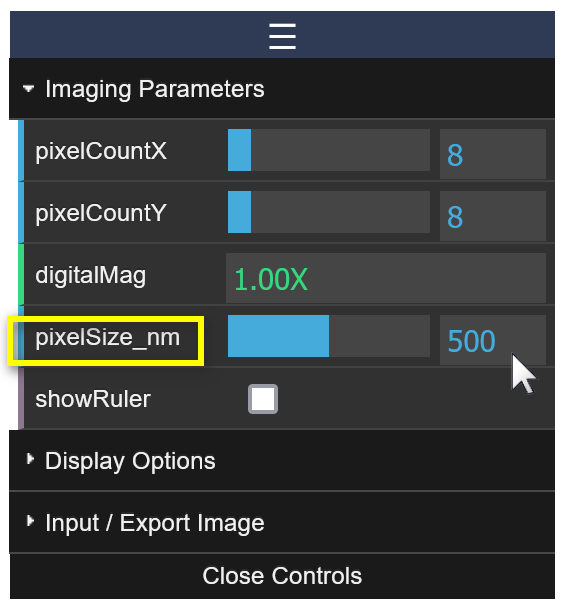 Imaging Parameters
pixelCountX 8
pixelCountY 8
digitalMag 1.00X
pixelSize_nm 500
showRuler
Display Options
Input / Export Image
Close Controls